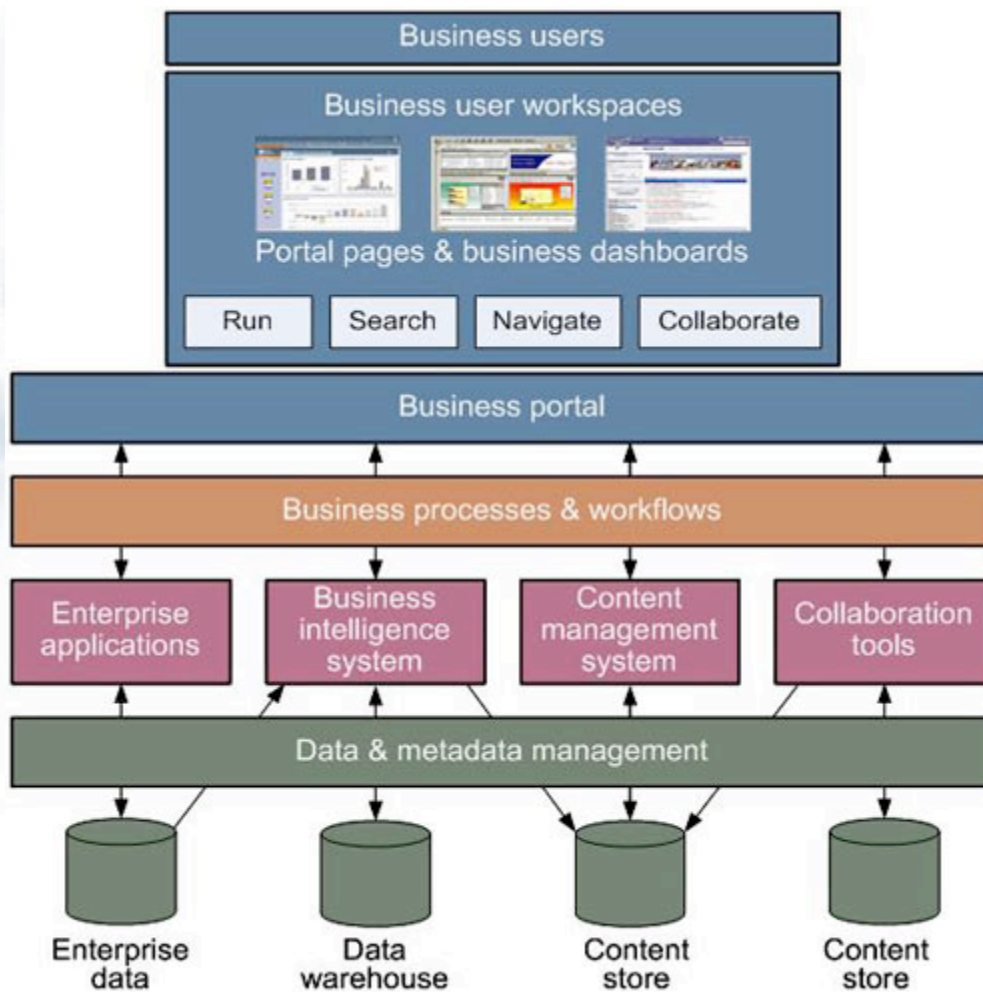 Business users
Business user workspaces
Portal pages & business dashboards
Run
Search
Navigate
Collaborate
Business portal
Business processes & workflows
Enterprise
applications
Business
intelligence
system
Content
management
system
Collaboration
tools
Data & metadata management
Enterprise
data
Data
warehouse
Content
store
Content
store